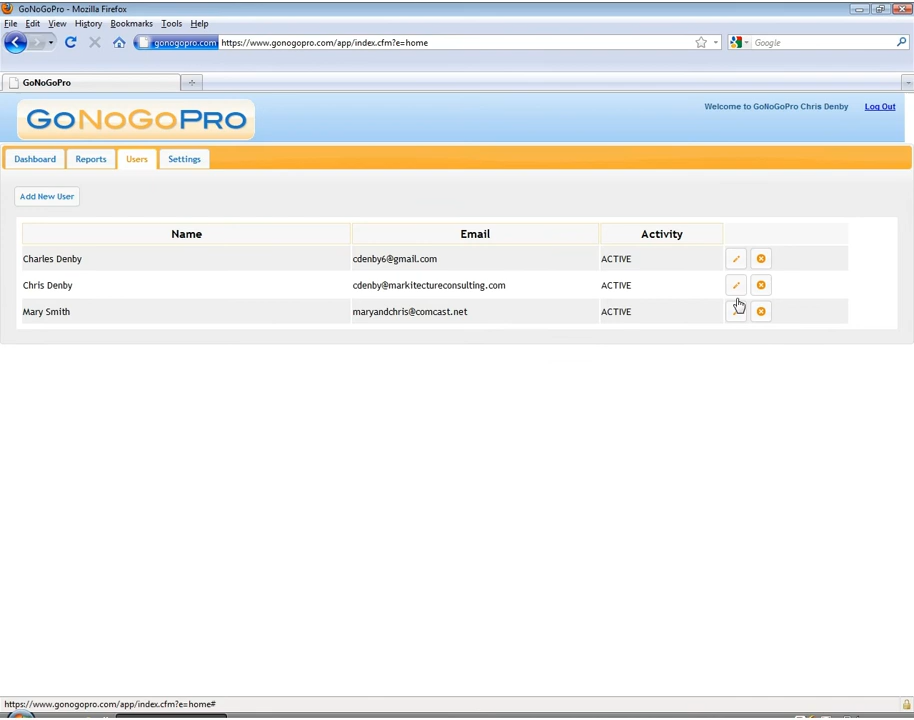 GoNoGoPro - Mozilla Firefox
File Edit View History Bookmarks Tools Help
gonogopro.com https://www.gonogopro.com/app/index.cfm?e=home Google
GoNoGoPro
GoNoGoPro Welcome to GoNoGoPro Chris Denby Log Out
Dashboard Reports Users Settings
Add New User
Name Email Activity
Charles Denby cdenby6@gmail.com ACTIVE
Chris Denby cdenby@markitectureconsulting.com ACTIVE
Mary Smith maryandchris@comcast.net ACTIVE
https://www.gonogopro.com/app/index.cfm?e=home#